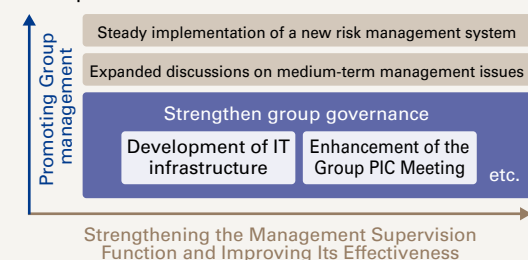 Promoting Group
management
Steady implementation of a new risk management system
Expanded discussions on medium-term management issues
Strengthen group governance
Development of IT
infrastructure
Enhancement of the
Group PIC Meeting
etc.
Strengthening the Management Supervision
Function and Improving Its Effectiveness